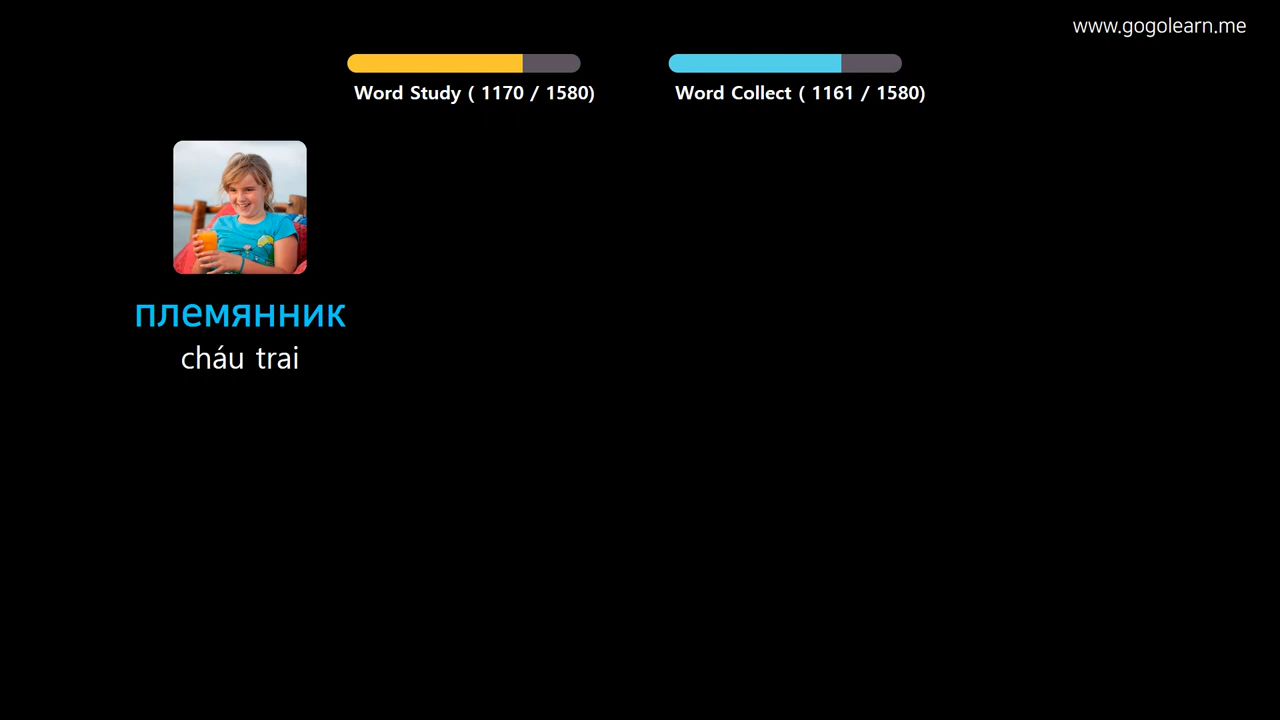 www.gogolearn.me
Word Study ( 1170 / 1580)
Word Collect ( 1161 / 1580)
племянник
cháu trai